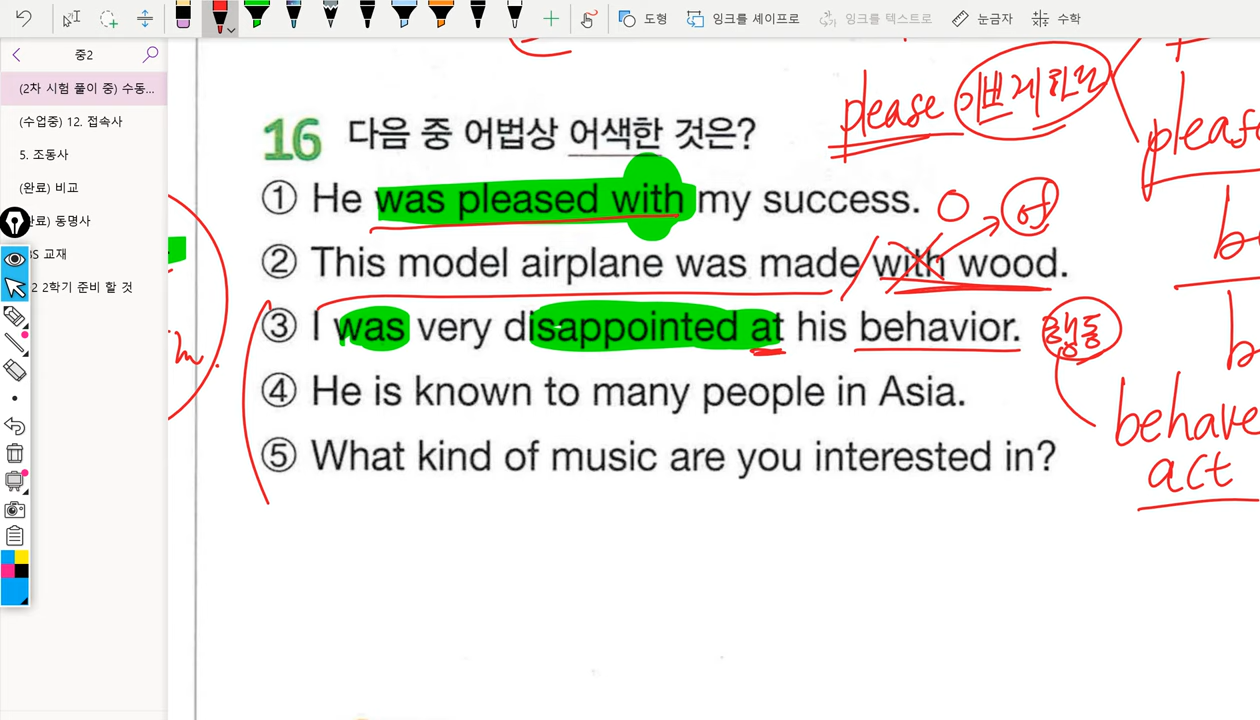 도형
잉크를 셰이프로
잉크를 텍스트로
눈금자
수학
중2
(2차 시험 풀이 중) 수동...
(수업중) 12. 접속사
5. 조동사
(완료) 비교
동명사
교재
2학기 준비 할 것
please 기쁘게하다
16 다음 중 어법상 어색한 것은?
① He was pleased with my success.
② This model airplane was made with wood.
of
③ I was very disappointed at his behavior.
행동
④ He is known to many people in Asia.
behave
⑤ What kind of music are you interested in?
act